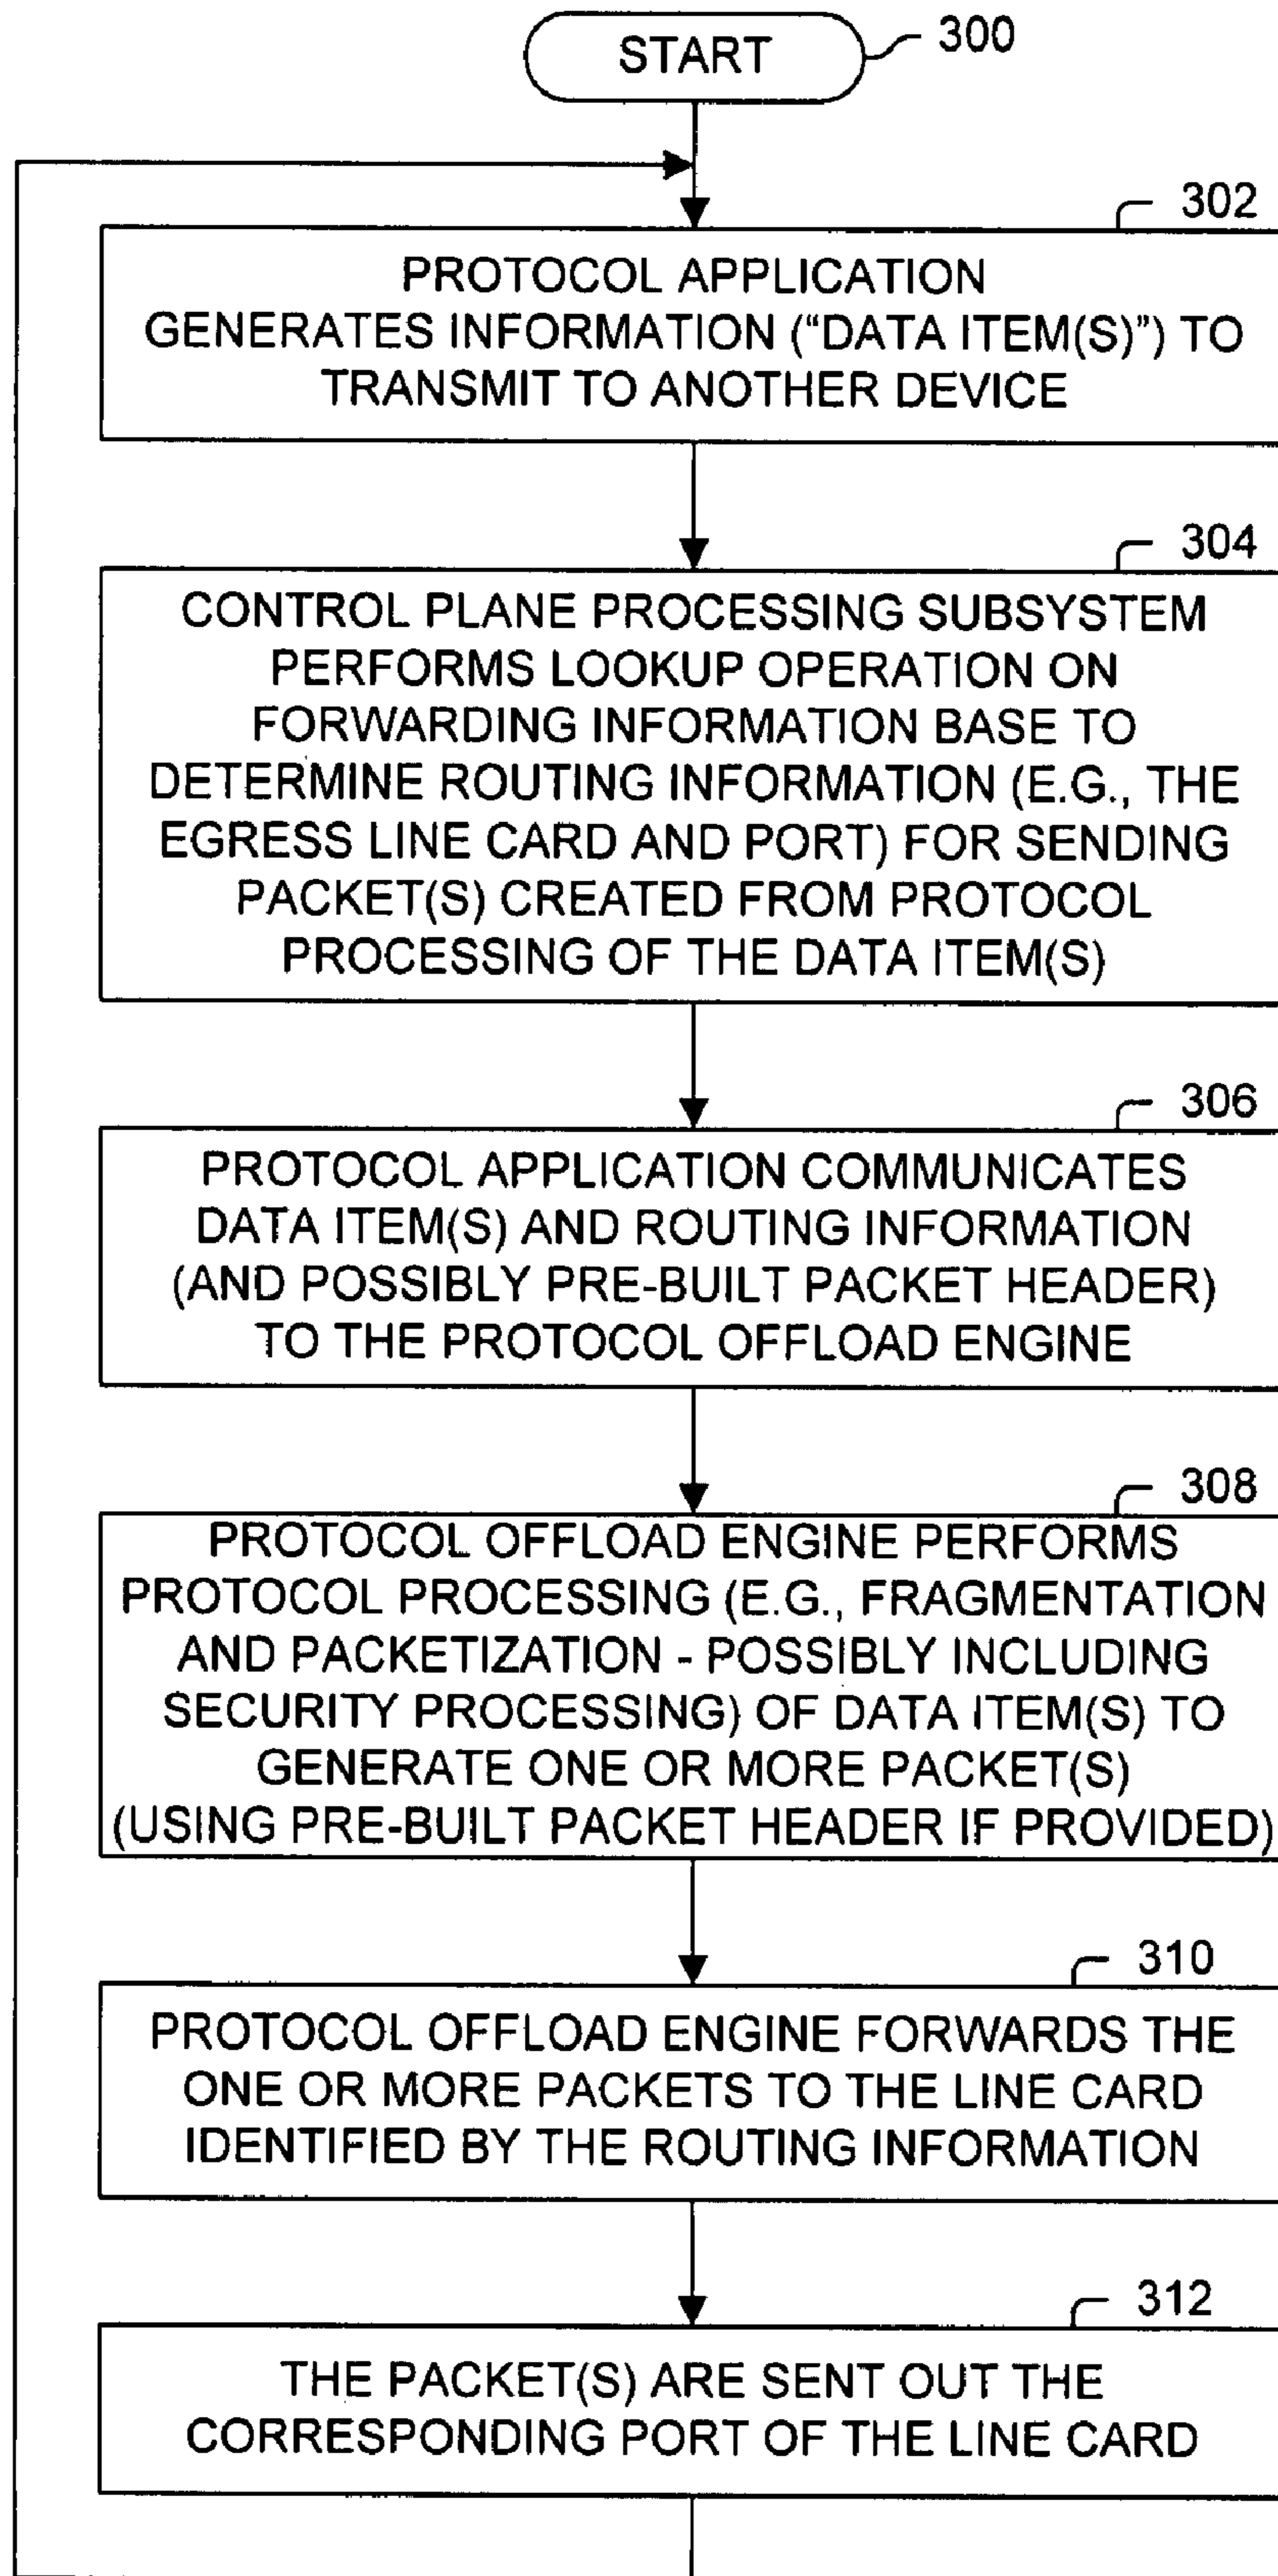 START
300
302
PROTOCOL APPLICATION
GENERATES INFORMATION (“DATA ITEM(S)”) TO
TRANSMIT TO ANOTHER DEVICE
304
CONTROL PLANE PROCESSING SUBSYSTEM
PERFORMS LOOKUP OPERATION ON
FORWARDING INFORMATION BASE TO
DETERMINE ROUTING INFORMATION (E.G., THE
EGRESS LINE CARD AND PORT) FOR SENDING
PACKET(S) CREATED FROM PROTOCOL
PROCESSING OF THE DATA ITEM(S)
306
PROTOCOL APPLICATION COMMUNICATES
DATA ITEM(S) AND ROUTING INFORMATION
(AND POSSIBLY PRE-BUILT PACKET HEADER)
TO THE PROTOCOL OFFLOAD ENGINE
308
PROTOCOL OFFLOAD ENGINE PERFORMS
PROTOCOL PROCESSING (E.G., FRAGMENTATION
AND PACKETIZATION - POSSIBLY INCLUDING
SECURITY PROCESSING) OF DATA ITEM(S) TO
GENERATE ONE OR MORE PACKET(S)
(USING PRE-BUILT PACKET HEADER IF PROVIDED)
310
PROTOCOL OFFLOAD ENGINE FORWARDS THE
ONE OR MORE PACKETS TO THE LINE CARD
IDENTIFIED BY THE ROUTING INFORMATION
312
THE PACKET(S) ARE SENT OUT THE
CORRESPONDING PORT OF THE LINE CARD